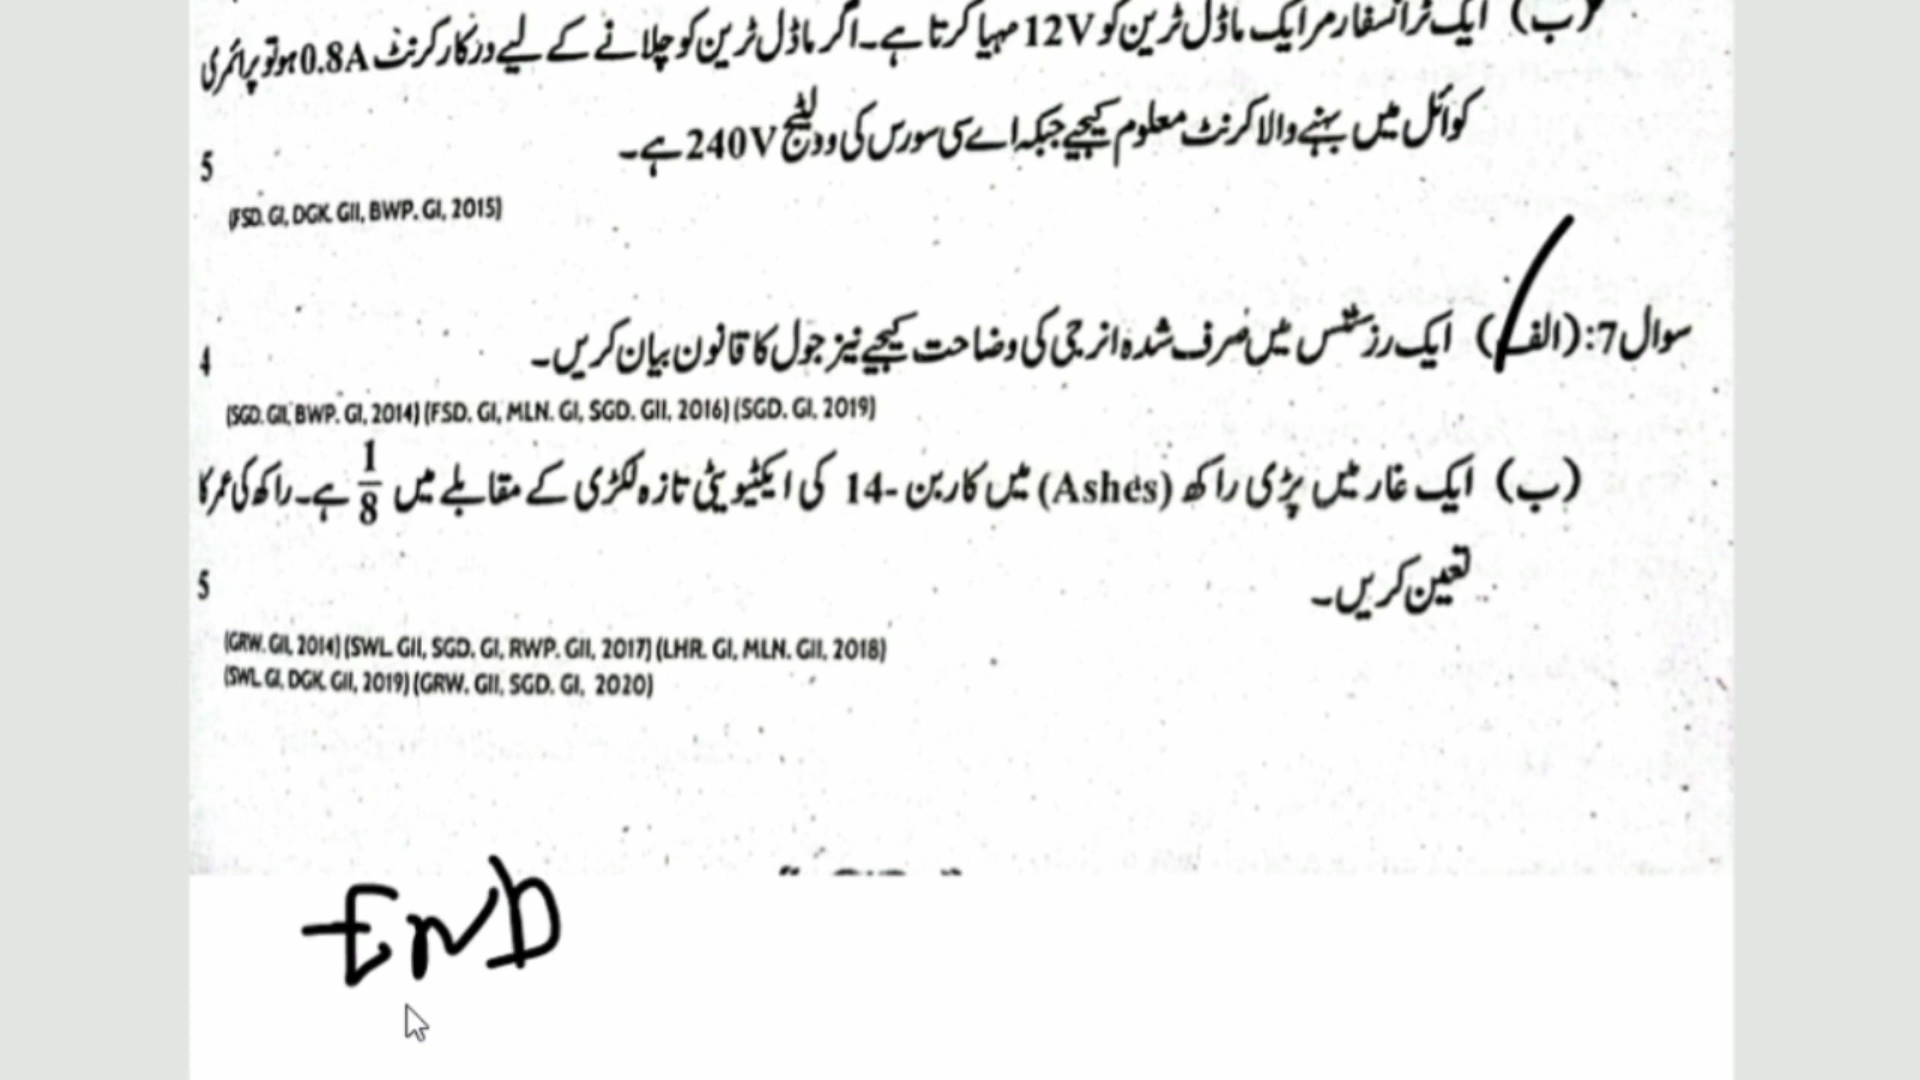 (ب) ایک ٹرانسفارمر ایک ماڈل ٹرین کو 12V مہیا کرتا ہے۔ اگر ماڈل ٹرین کو چلانے کے لیے درکار کرنٹ 0.8A ہو تو پرائمری
کوائل میں بہنے والا کرنٹ معلوم کیجیے جبکہ اے سی سورس کی وولٹیج 240V ہے۔
5
(FSD. GI, DGK. GII, BWP. GI, 2015)
سوال 7: (الف) ایک رزسٹنس میں صرف شدہ انرجی کی وضاحت کیجیے نیز جول کا قانون بیان کریں۔
4
(SGD. GII, BWP. GI, 2014) (FSD. GI, MLN. GI, SGD. GII, 2016) (SGD. GI, 2019)
(ب) ایک غار میں پڑی راکھ (Ashes) میں کاربن -14 کی ایکٹیویٹی تازہ لکڑی کے مقابلے میں 1/8 ہے۔ راکھ کی عمر کا
تعین کریں۔
5
(GRW. GII, 2014) (SWL. GII, SGD. GI, RWP. GII, 2017) (LHR. GI, MLN. GII, 2018)
(SWL. GI, DGK. GII, 2019) (GRW. GII, SGD. GI, 2020)
END